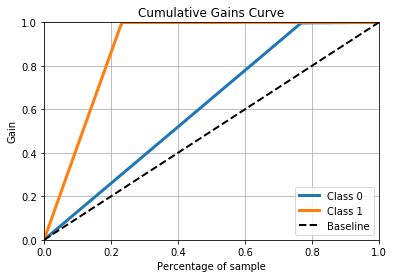 Cumulative Gains Curve
1.0
0.8
0.6
0.4
0.2
0.0
Gain
Class 0
Class 1
Baseline
0.0 0.2 0.4 0.6 0.8 1.0
Percentage of sample